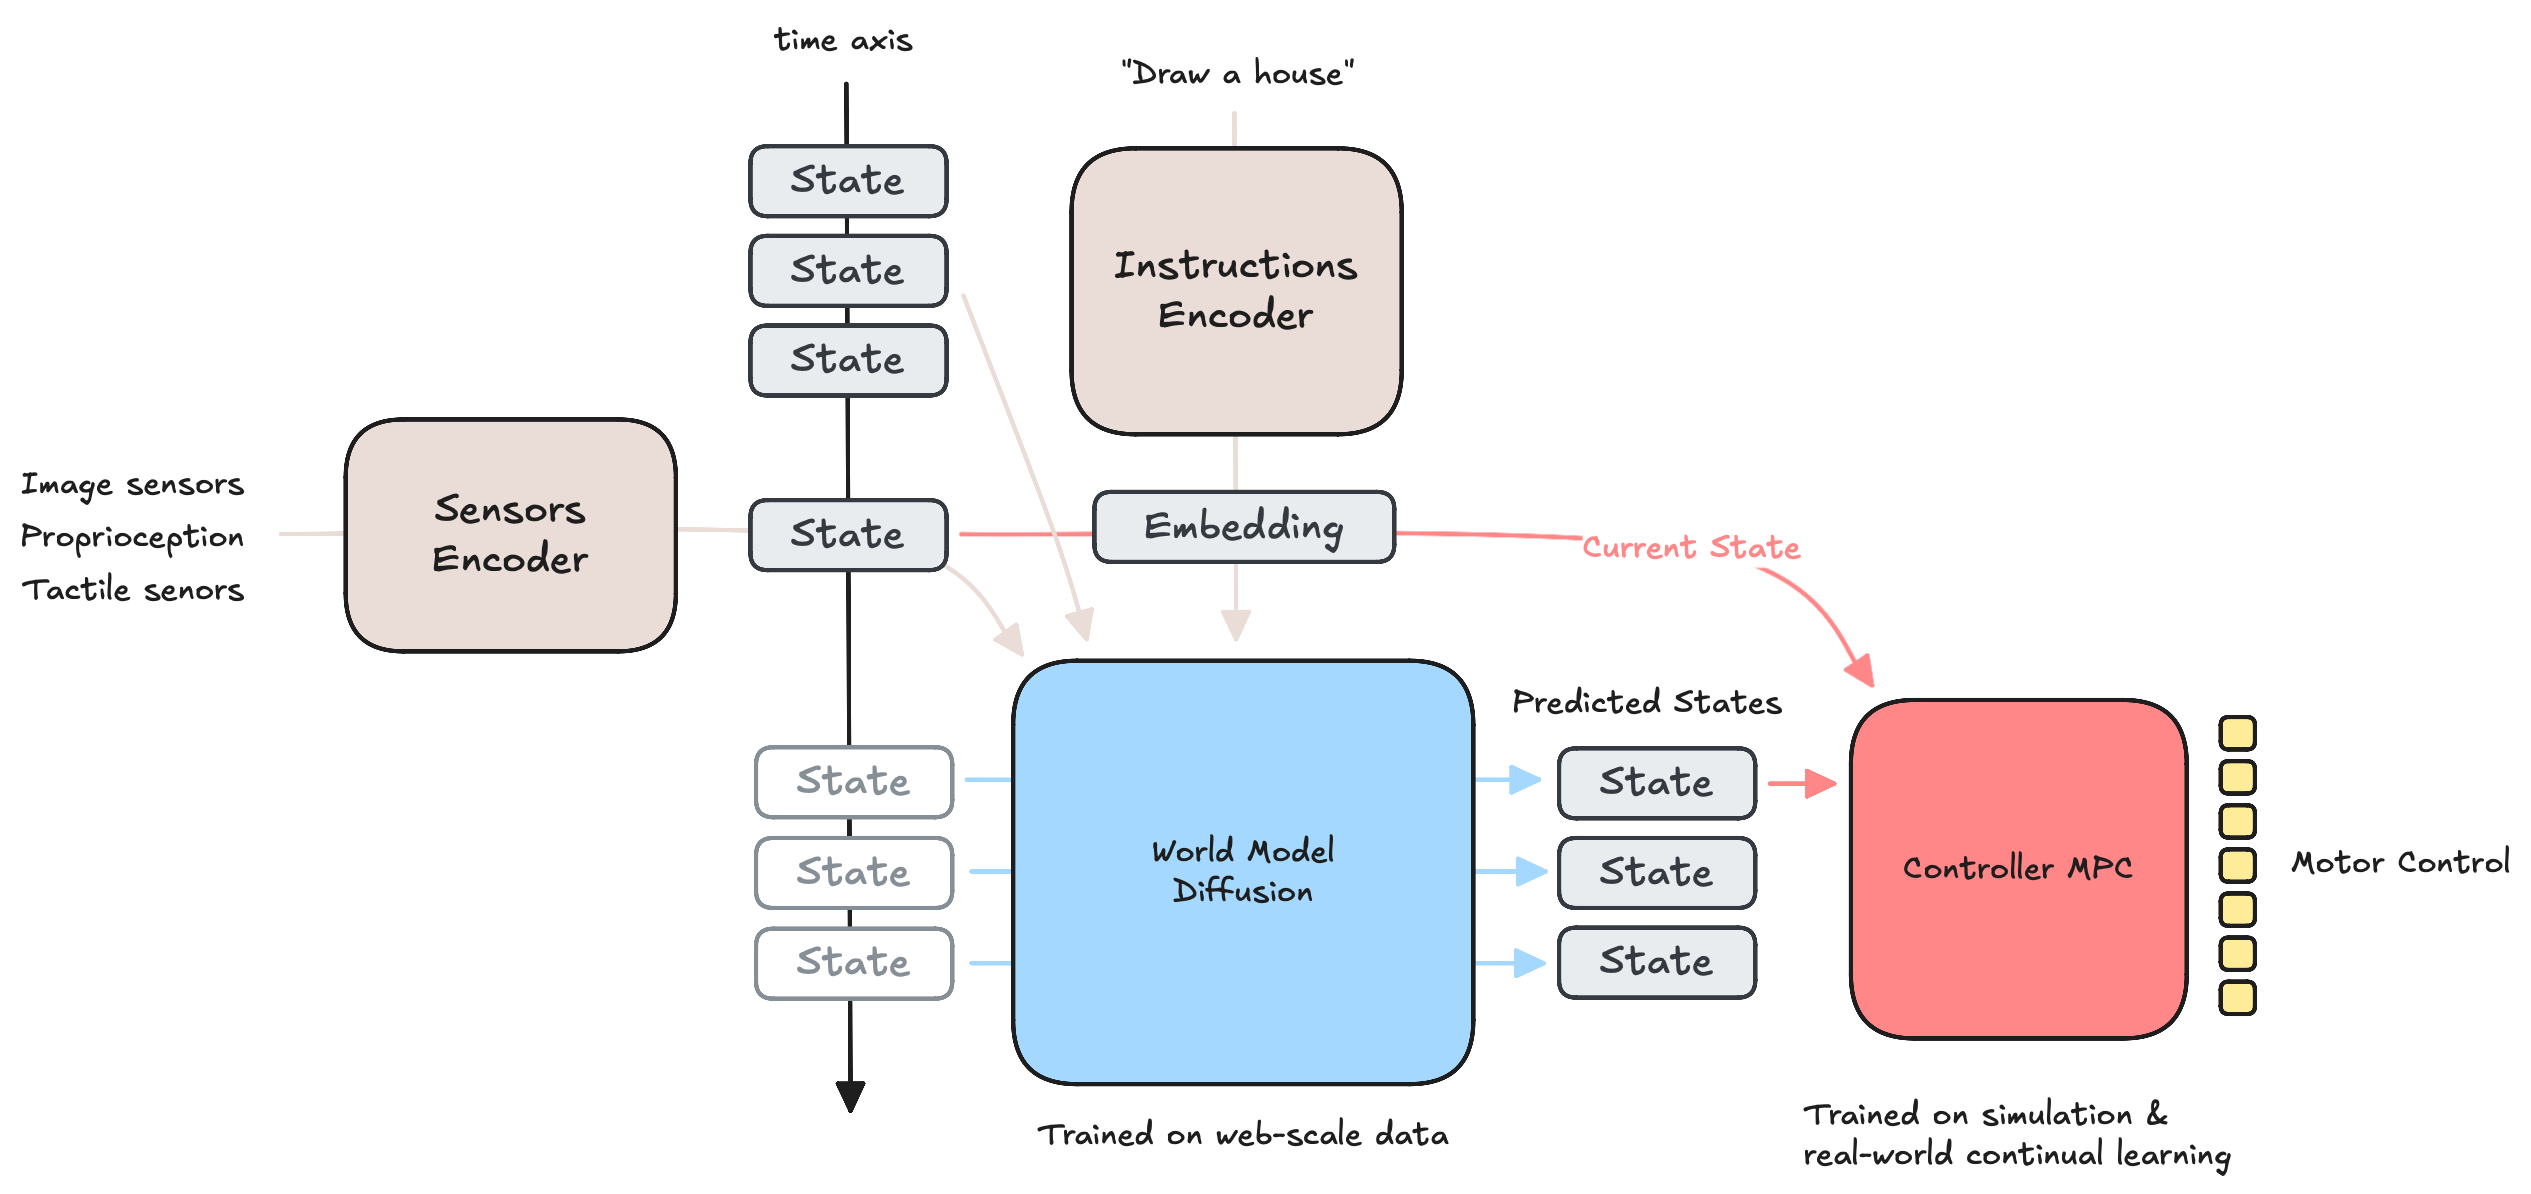 time axis
"Draw a house"
State
State
State
Instructions
Encoder
Image sensors
Proprioception
Tactile senors
Sensors
Encoder
State
Embedding
Current State
Predicted States
State
State
State
World Model
Diffusion
State
State
State
Controller MPC
Motor Control
Trained on web-scale data
Trained on simulation &
real-world continual learning